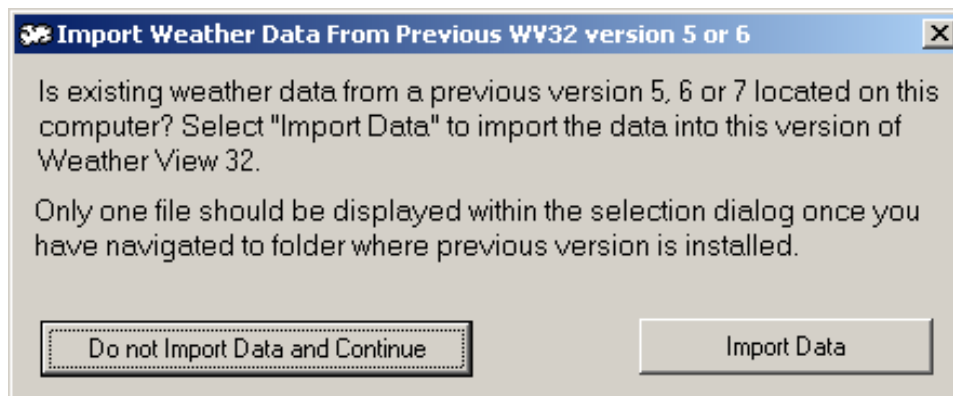 Import Weather Data From Previous WV32 version 5 or 6
Is existing weather data from a previous version 5, 6 or 7 located on this
computer? Select "Import Data" to import the data into this version of
Weather View 32.
Only one file should be displayed within the selection dialog once you
have navigated to folder where previous version is installed.
Do not Import Data and Continue
Import Data